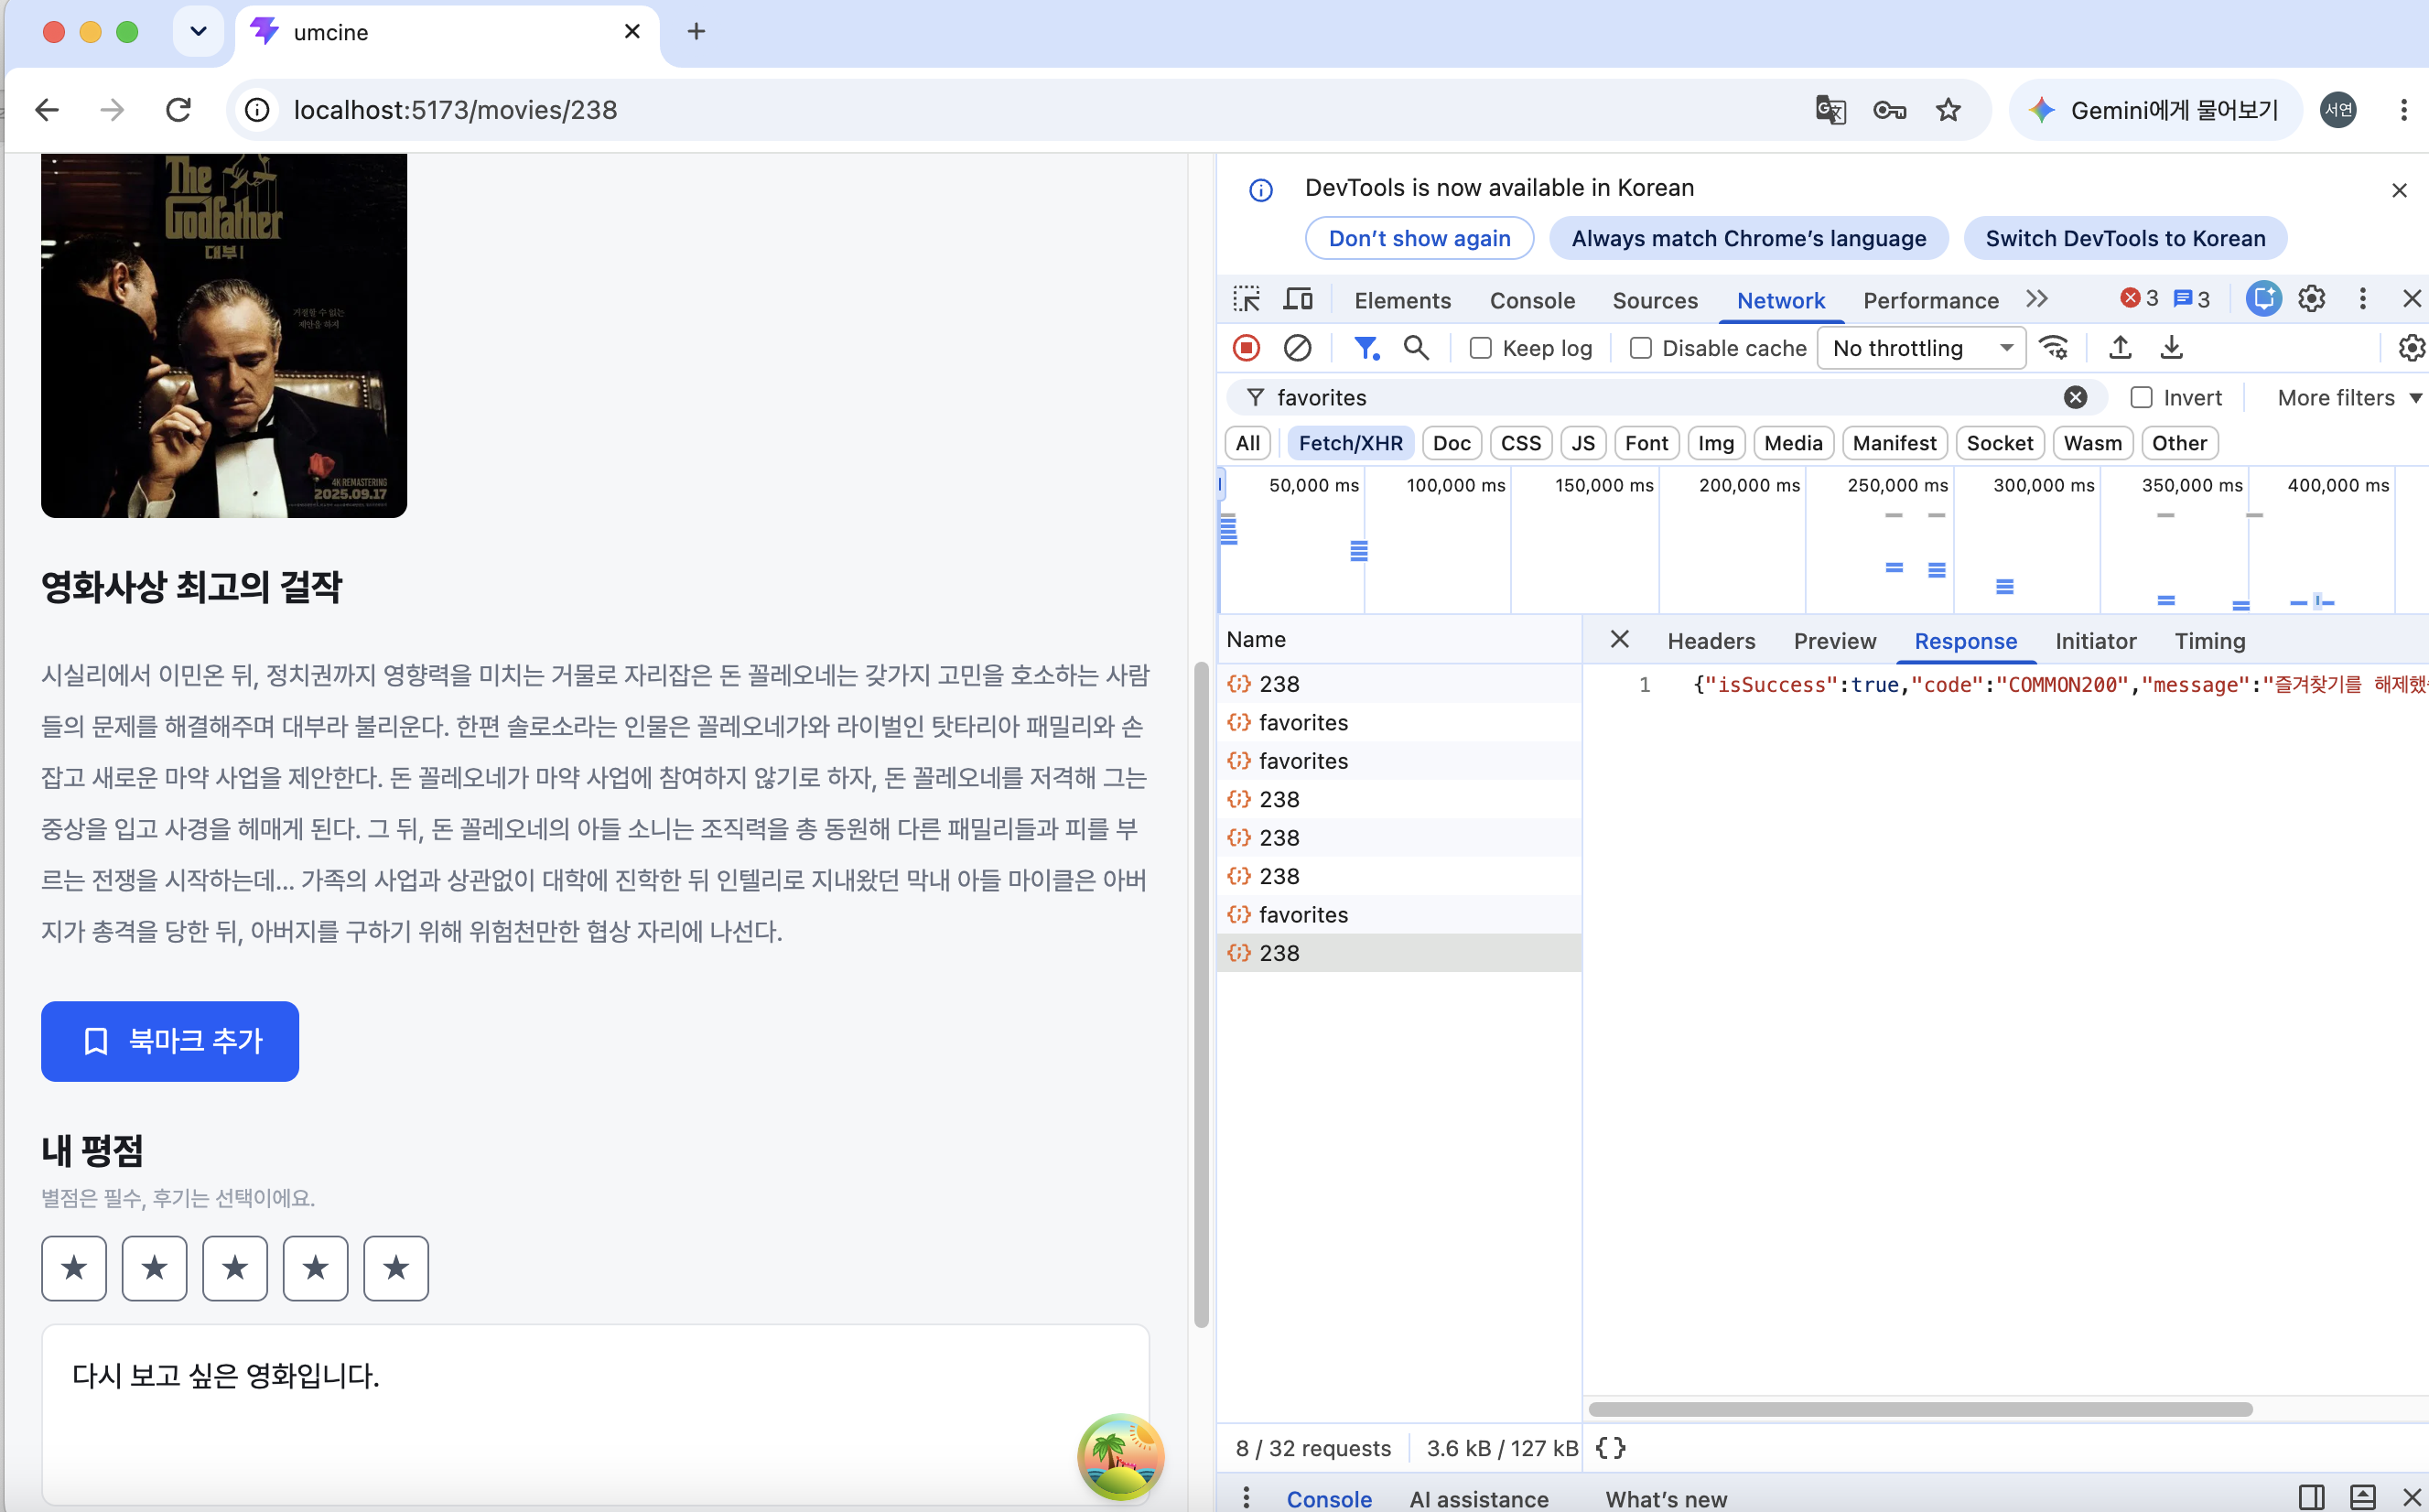 umcine
localhost:5173/movies/238
Gemini에게 물어보기
서연
The
Godfather
대부 I
거절할 수 없는
제안을 하지
4K REMASTERING
2025.09.17
영화사상 최고의 걸작
시실리에서 이민온 뒤, 정치권까지 영향력을 미치는 거물로 자리잡은 돈 꼴레오네는 갖가지 고민을 호소하는 사람
들의 문제를 해결해주며 대부라 불리운다. 한편 솔로소라는 인물은 꼴레오네가와 라이벌인 탓타리아 패밀리와 손
잡고 새로운 마약 사업을 제안한다. 돈 꼴레오네가 마약 사업에 참여하지 않기로 하자, 돈 꼴레오네를 저격해 그는
중상을 입고 사경을 헤매게 된다. 그 뒤, 돈 꼴레오네의 아들 소니는 조직력을 총 동원해 다른 패밀리들과 피를 부
르는 전쟁을 시작하는데... 가족의 사업과 상관없이 대학에 진학한 뒤 인텔리로 지내왔던 막내 아들 마이클은 아버
지가 총격을 당한 뒤, 아버지를 구하기 위해 위험천만한 협상 자리에 나선다.
북마크 추가
내 평점
별점은 필수, 후기는 선택이에요.
★ ★ ★ ★ ★
다시 보고 싶은 영화입니다.
DevTools is now available in Korean
Don't show again Always match Chrome's language Switch DevTools to Korean
Elements Console Sources Network Performance 3 3
Keep log Disable cache No throttling
favorites Invert More filters
All Fetch/XHR Doc CSS JS Font Img Media Manifest Socket Wasm Other
50,000 ms 100,000 ms 150,000 ms 200,000 ms 250,000 ms 300,000 ms 350,000 ms 400,000 ms
Name
238
favorites
favorites
238
238
238
favorites
238
Headers Preview Response Initiator Timing
1 {"isSuccess":true,"code":"COMMON200","message":"즐겨찾기를 해제했
8 / 32 requests 3.6 kB / 127 kB { }
Console AI assistance What's new